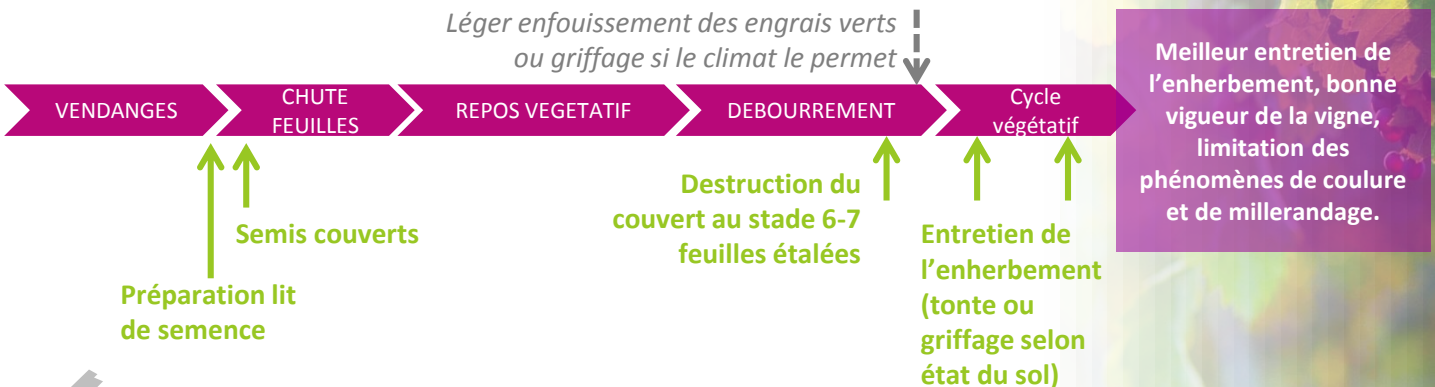 Léger enfouissement des engrais verts
ou griffage si le climat le permet
VENDANGES
CHUTE
FEUILLES
REPOS VEGETATIF
DEBOURREMENT
Cycle
végétatif
Meilleur entretien de
l’enherbement, bonne
vigueur de la vigne,
limitation des
phénomènes de coulure
et de millerandage.
Préparation lit
de semence
Semis couverts
Destruction du
couvert au stade 6-7
feuilles étalées
Entretien de
l’enherbement
(tonte ou
griffage selon
état du sol)